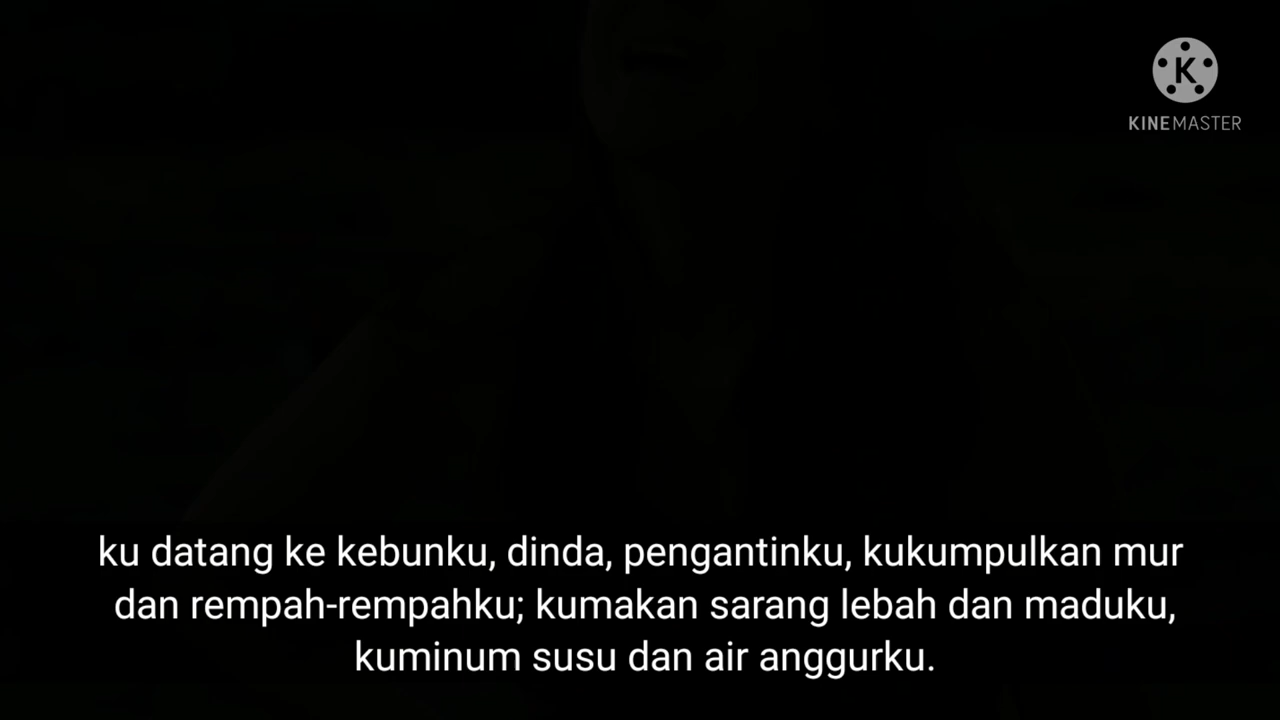 K
KINEMASTER
ku datang ke kebunku, dinda, pengantinku, kukumpulkan mur
dan rempah-rempahku; kumakan sarang lebah dan maduku,
kuminum susu dan air anggurku.